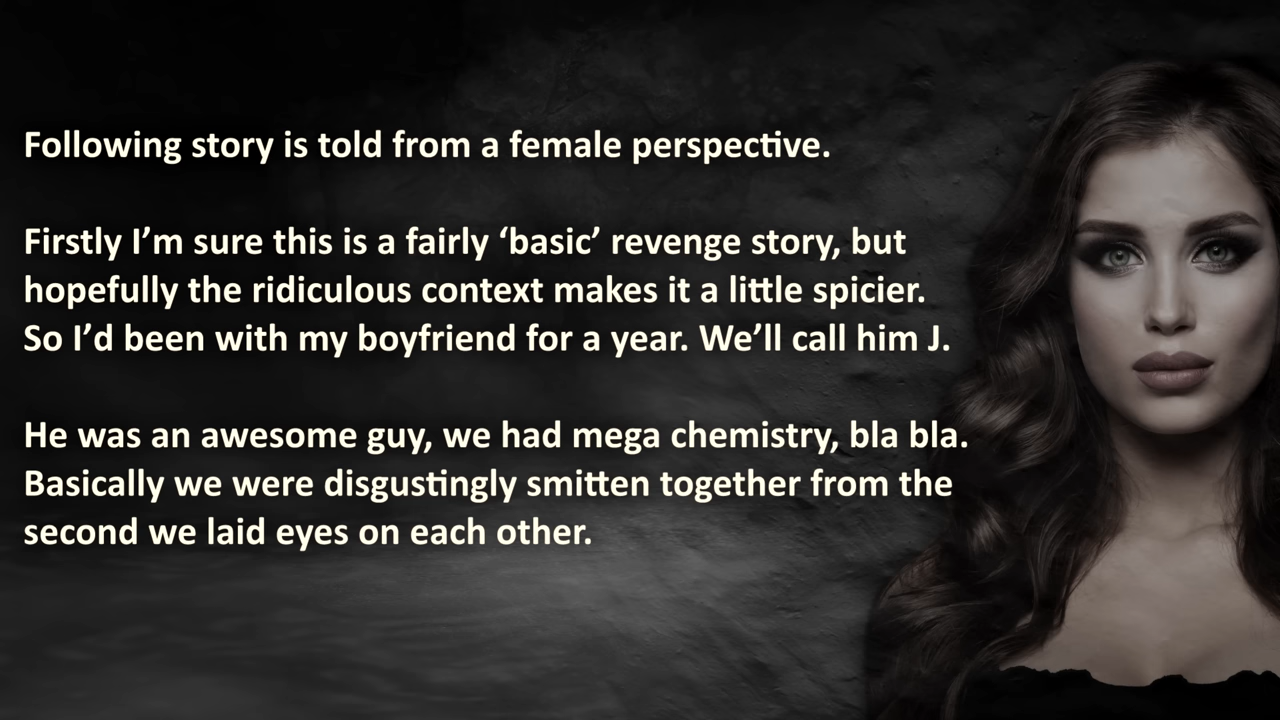 Following story is told from a female perspective.
Firstly I’m sure this is a fairly ‘basic’ revenge story, but
hopefully the ridiculous context makes it a little spicier.
So I’d been with my boyfriend for a year. We’ll call him J.
He was an awesome guy, we had mega chemistry, bla bla.
Basically we were disgustingly smitten together from the
second we laid eyes on each other.